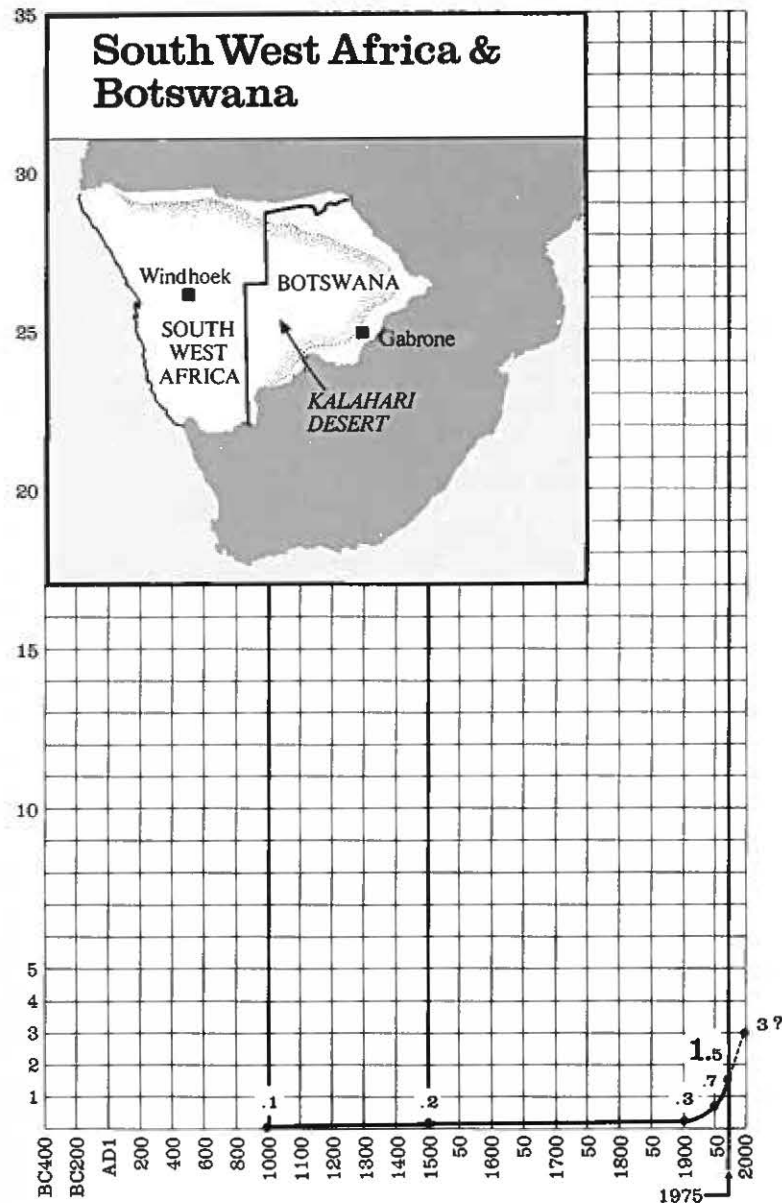 35
South West Africa &
Botswana
30
Windhoek
BOTSWANA
25
SOUTH
WEST
AFRICA
Gabrone
KALAHARI
DESERT
20
15
10
5
4
3
3 ?
2
1.5
.7
1
.1
.2
.3
BC400
BC200
AD1
200
400
600
800
1000
1100
1200
1300
1400
1500
50
1600
50
1700
50
1800
50
1900
50
2000
1975